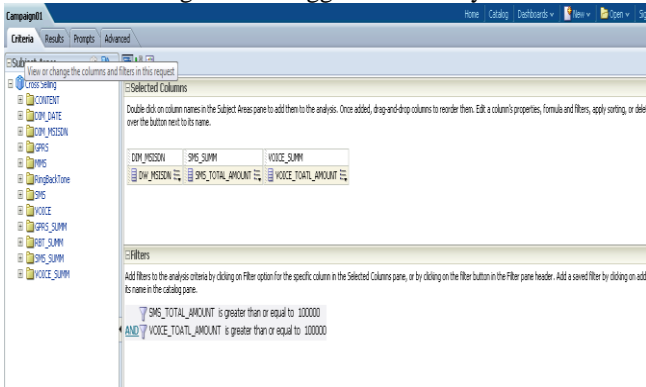 Campaign01
Home Catalog Dashboards New Open
Criteria Results Prompts Advanced
View or change the columns and filters in this request
Cross Selling
CONTENT
DIM_DATE
DIM_MSISDN
GPRS
MMS
RingBackTone
SMS
VOICE
GPRS_SUMM
RBT_SUMM
SMS_SUMM
VOICE_SUMM
Selected Columns
Double click on column names in the Subject Areas pane to add them to the analysis. Once added, drag-and-drop columns to reorder them. Edit a column's properties, formula and filters, apply sorting, or delet
over the button next to its name.
DIM_MSISDN SMS_SUMM VOICE_SUMM
DW_MSISDN SMS_TOTAL_AMOUNT VOICE_TOATL_AMOUNT
Filters
Add filters to the analysis criteria by clicking on Filter option for the specific column in the Selected Columns pane, or by clicking on the filter button in the Filter pane header. Add a saved filter by clicking on add
its name in the catalog pane.
SMS_TOTAL_AMOUNT is greater than or equal to 100000
AND VOICE_TOATL_AMOUNT is greater than or equal to 100000